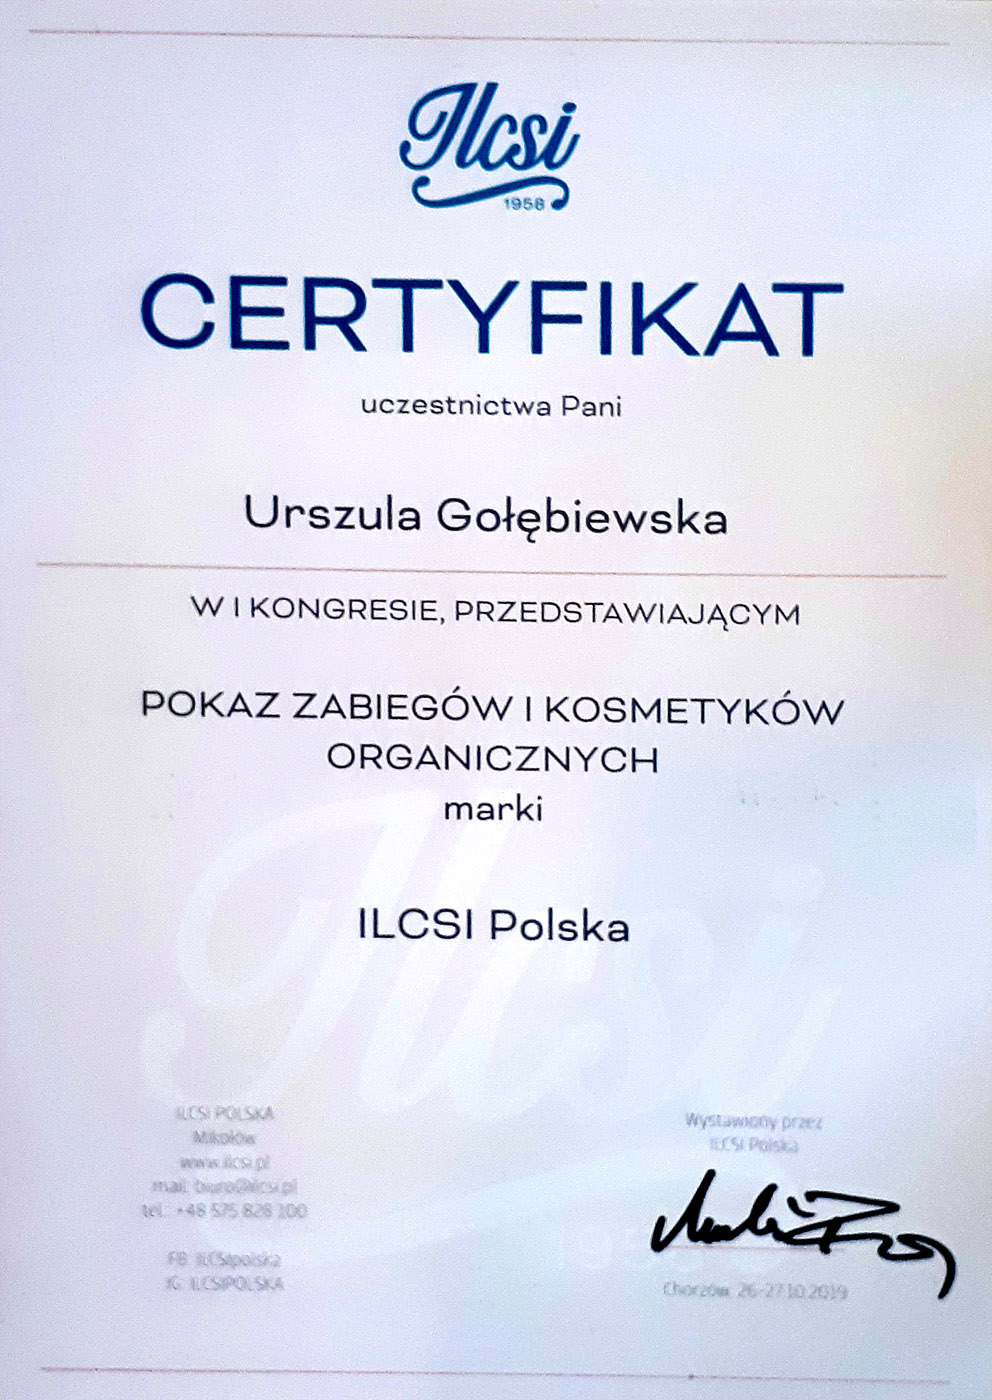 Ilcsi
1958
CERTYFIKAT
uczestnictwa Pani
Urszula Gołębiewska
W I KONGRESIE, PRZEDSTAWIAJĄCYM
POKAZ ZABIEGÓW I KOSMETYKÓW
ORGANICZNYCH
marki
ILCSI Polska
Ilcsi
ILCSI POLSKA
Mikołów
www.ilcsi.pl
mail: biuro@ilcsi.pl
tel.: +48 575 828 100
FB: ILCSIpolska
IG: ILCSIPOLSKA
Wystawiony przez
ILCSI Polska
Chorzów, 26-27.10.2019